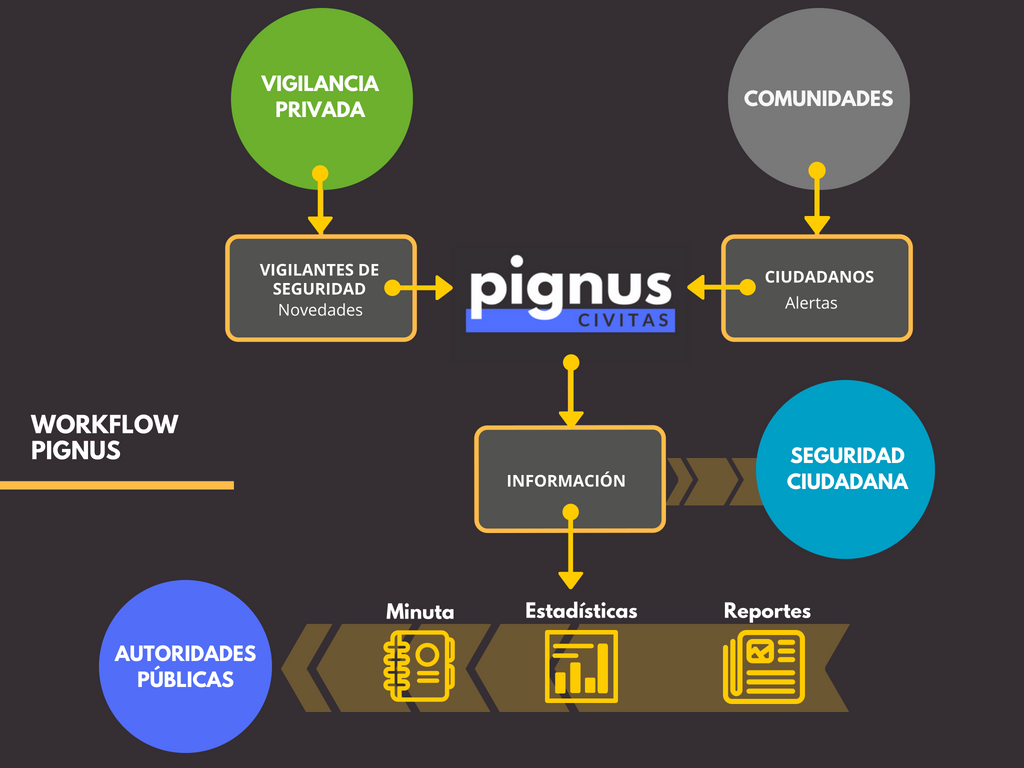 VIGILANCIA
PRIVADA
COMUNIDADES
VIGILANTES DE
SEGURIDAD
Novedades
pignus
CIVITAS
CIUDADANOS
Alertas
WORKFLOW
PIGNUS
INFORMACIÓN
SEGURIDAD
CIUDADANA
Minuta
Estadísticas
Reportes
AUTORIDADES
PÚBLICAS